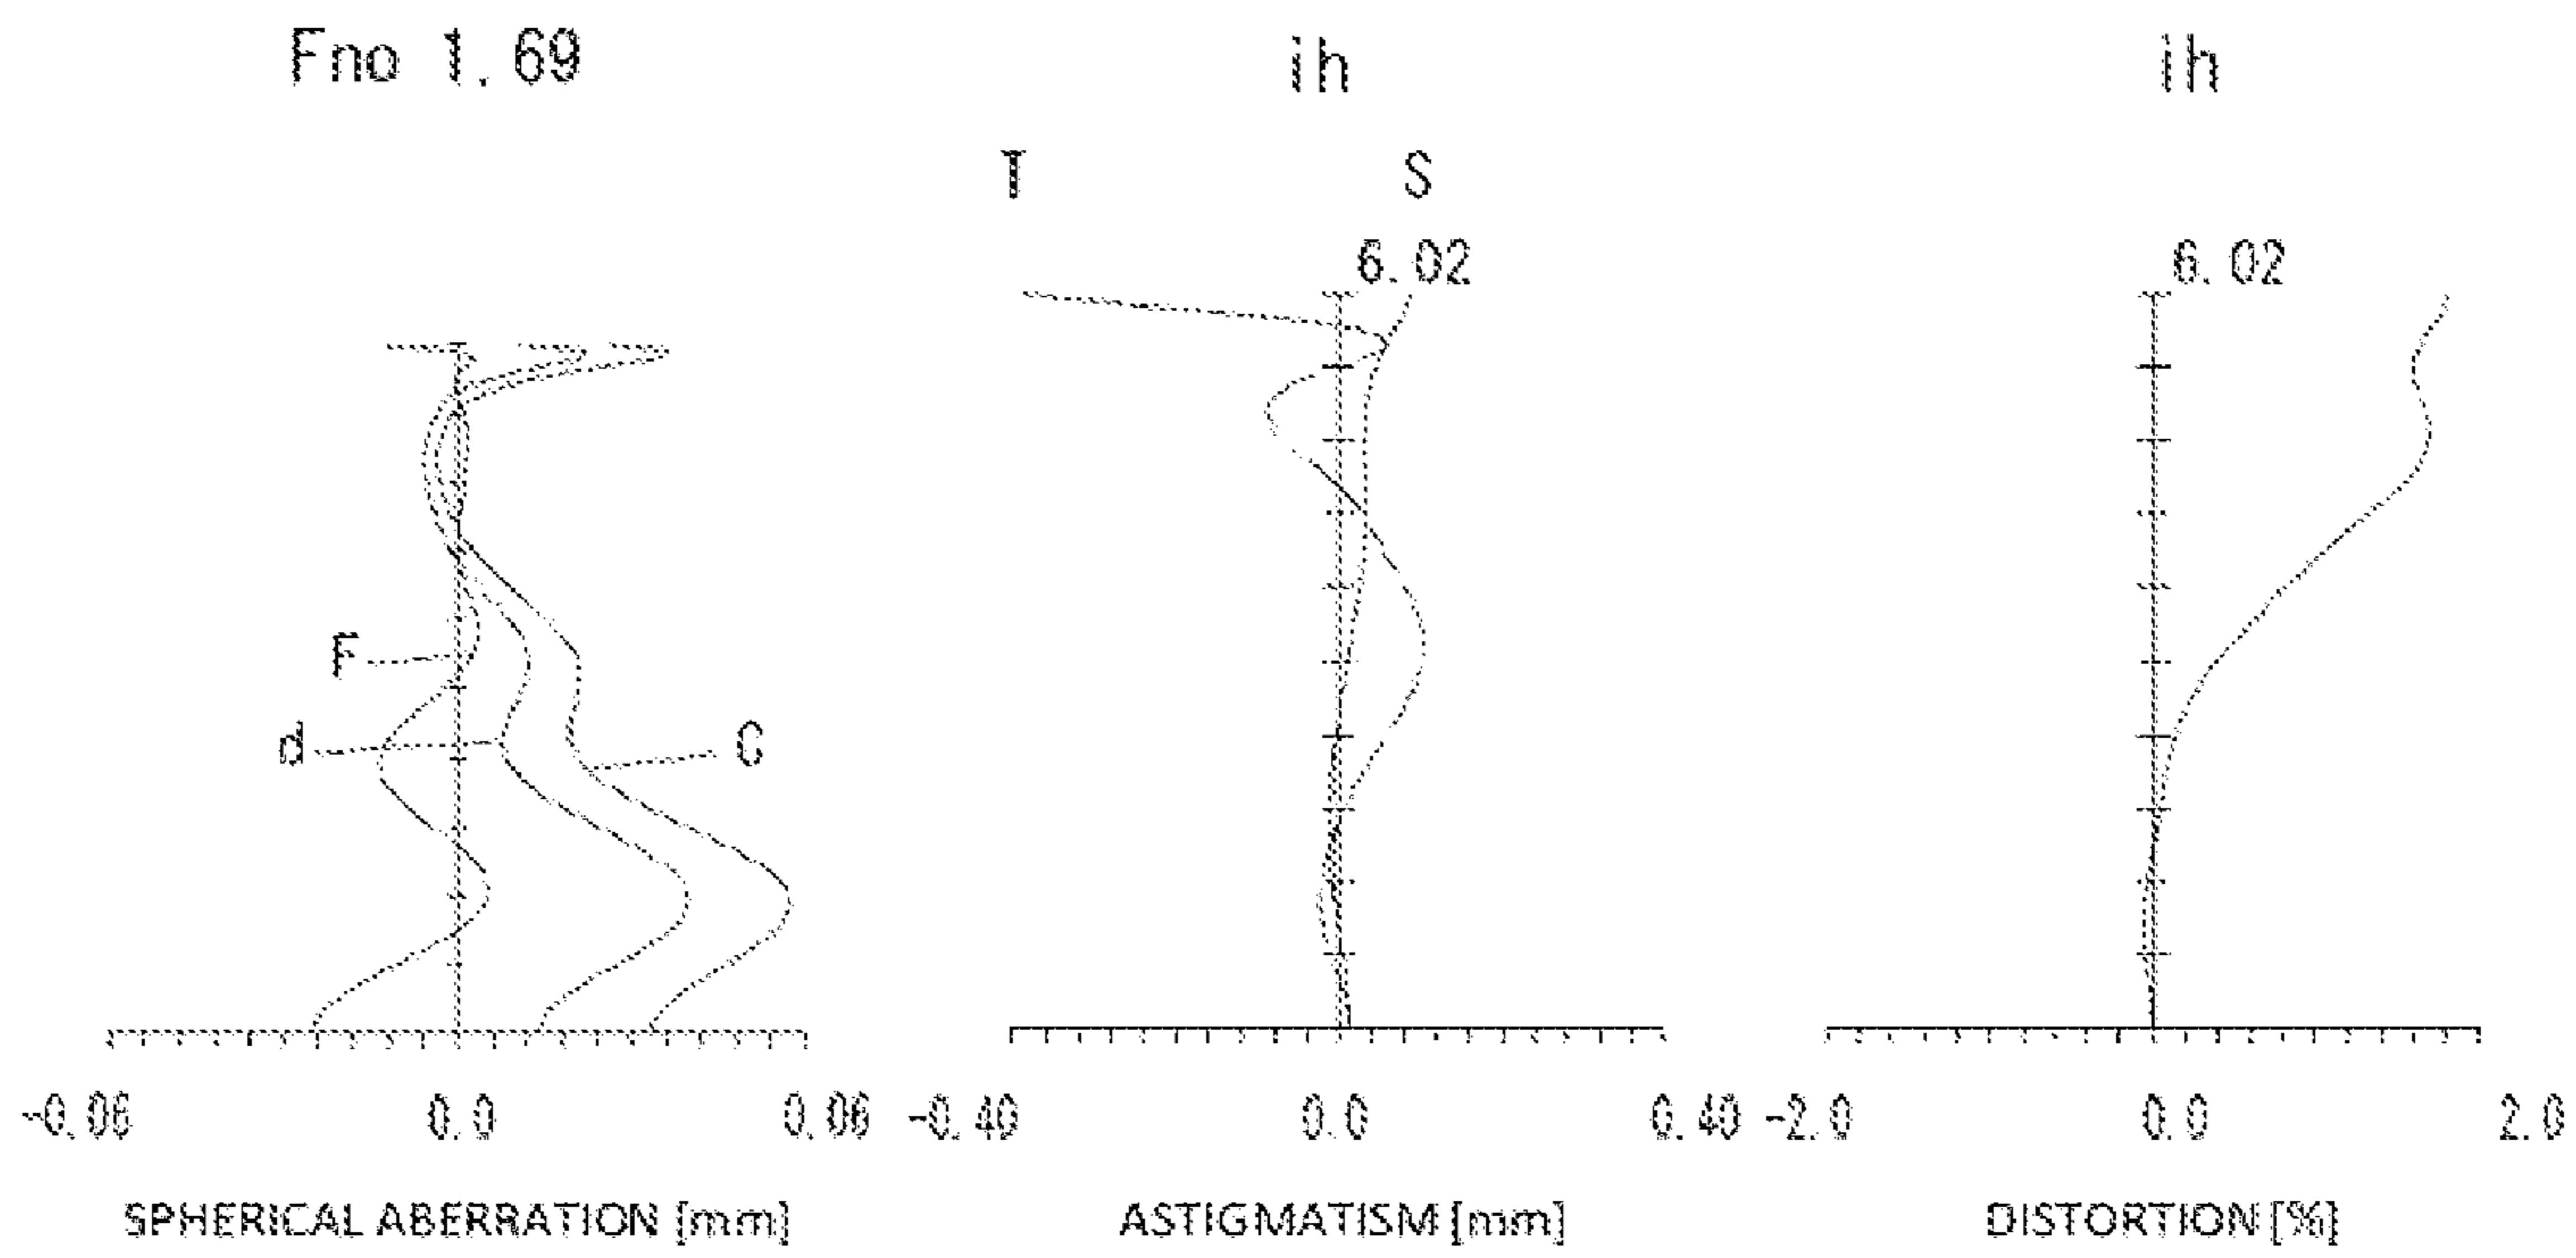 Fno 1.69
ih
ih
T
S
6.02
6.02
F
d
C
-0.06 0.0 0.06
-0.40 0.0 0.40
-2.0 0.0 2.0
SPHERICAL ABERRATION [mm]
ASTIGMATISM [mm]
DISTORTION [%]